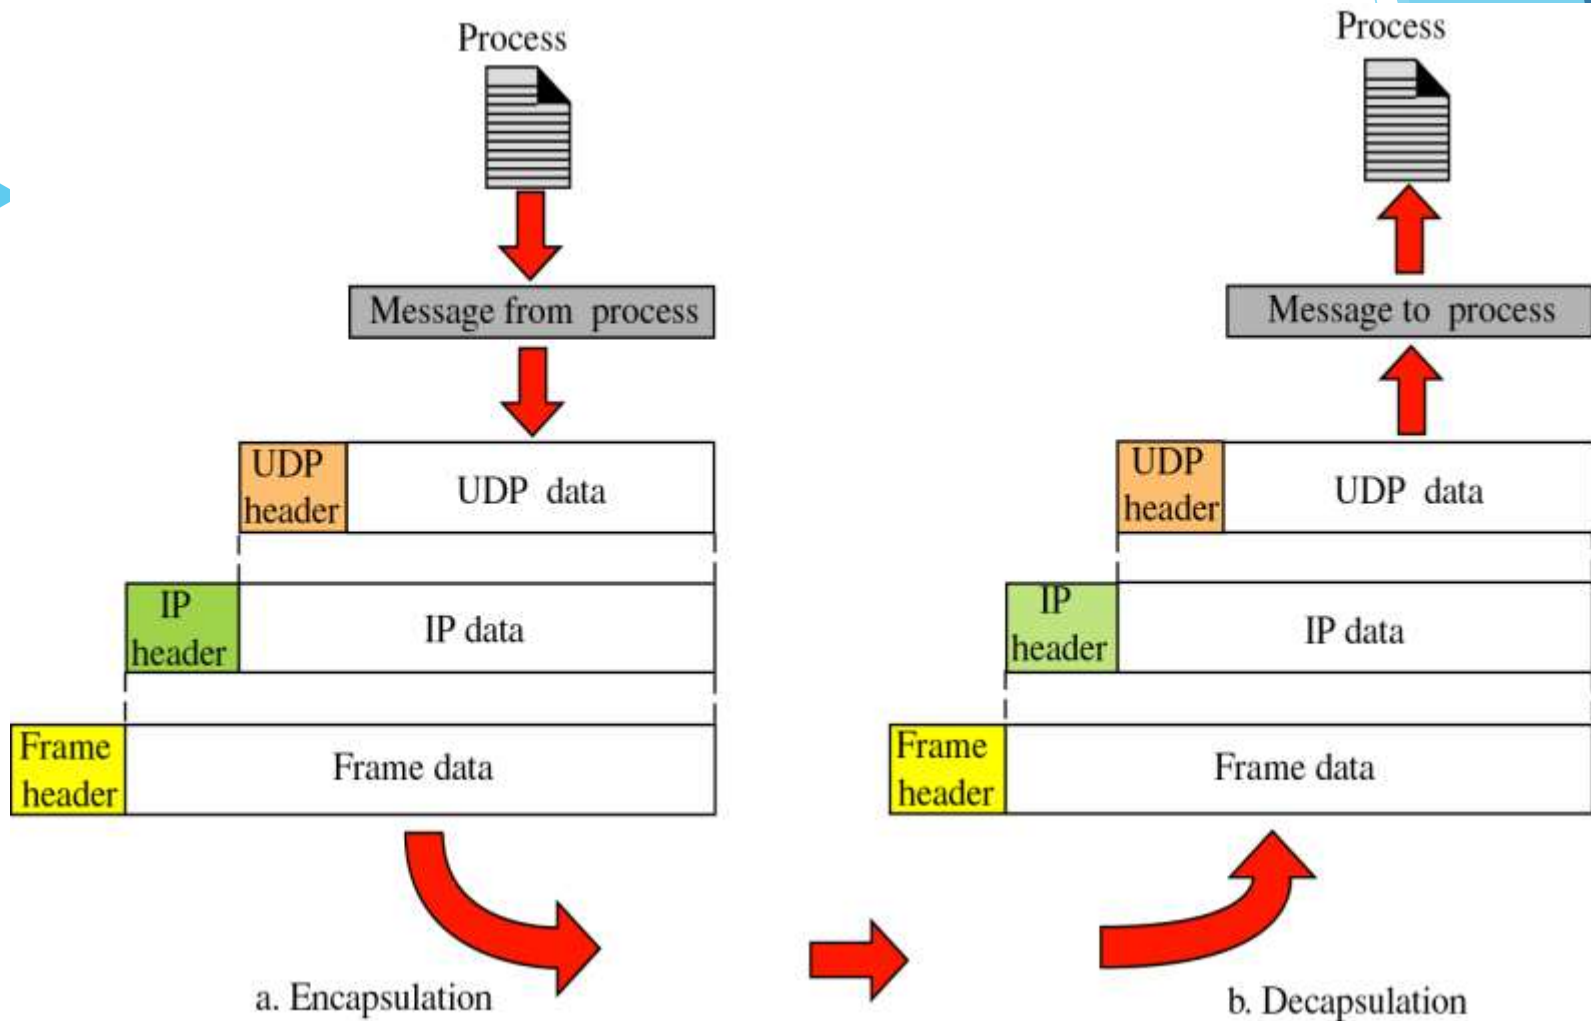 Process
Message from process
UDP
header
UDP data
IP
header
IP data
Frame
header
Frame data
a. Encapsulation
Process
Message to process
UDP
header
UDP data
IP
header
IP data
Frame
header
Frame data
b. Decapsulation